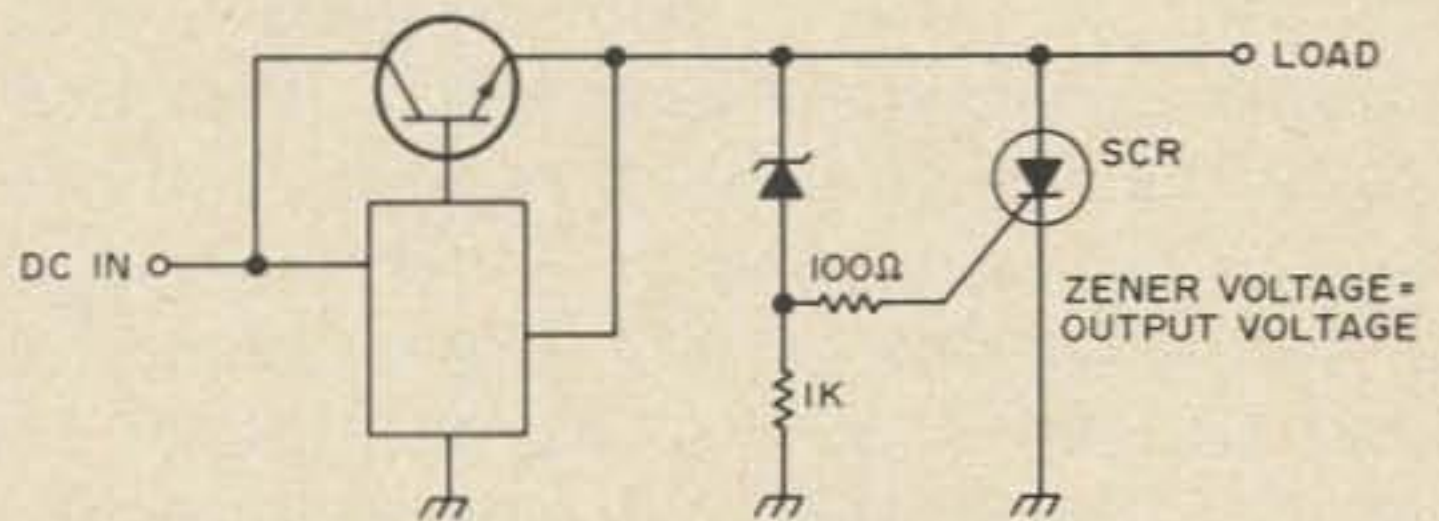 LOAD
SCR
DC IN
100Ω
ZENER VOLTAGE=
OUTPUT VOLTAGE
1K